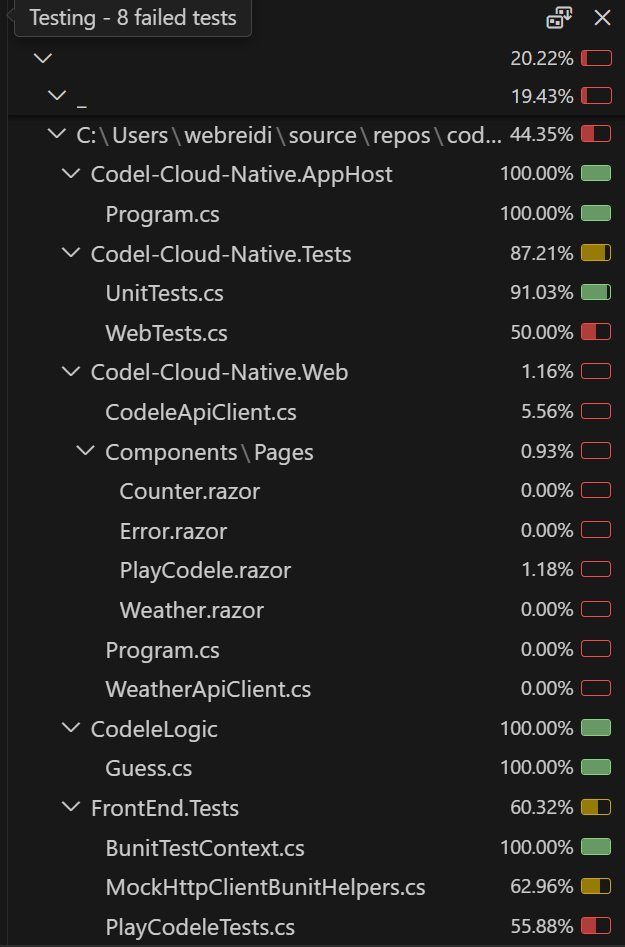 Testing - 8 failed tests
20.22%
_ 19.43%
C:\Users\webreidi\source\repos\cod... 44.35%
Codel-Cloud-Native.AppHost 100.00%
Program.cs 100.00%
Codel-Cloud-Native.Tests 87.21%
UnitTests.cs 91.03%
WebTests.cs 50.00%
Codel-Cloud-Native.Web 1.16%
CodeleApiClient.cs 5.56%
Components\Pages 0.93%
Counter.razor 0.00%
Error.razor 0.00%
PlayCodele.razor 1.18%
Weather.razor 0.00%
Program.cs 0.00%
WeatherApiClient.cs 0.00%
CodeleLogic 100.00%
Guess.cs 100.00%
FrontEnd.Tests 60.32%
BunitTestContext.cs 100.00%
MockHttpClientBunitHelpers.cs 62.96%
PlayCodeleTests.cs 55.88%